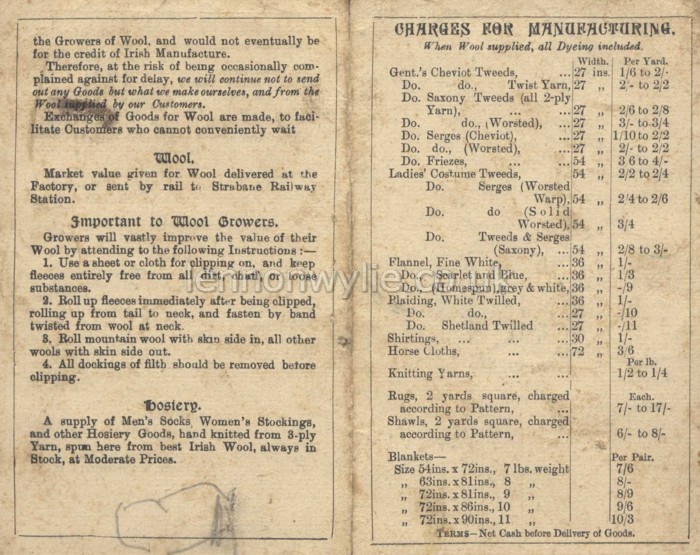 the Growers of Wool, and would not eventually be
for the credit of Irish Manufacture.
Therefore, at the risk of being occasionally com-
plained against for delay, we will continue not to send
out any Goods but what we make ourselves, and from the
Wool supplied by our Customers.
Exchanges of Goods for Wool are made, to faci-
litate Customers who cannot conveniently wait
Wool.
Market value given for Wool delivered at the
Factory, or sent by rail to Strabane Railway
Station.
Important to Wool Growers.
Growers will vastly improve the value of their
Wool by attending to the following Instructions :—
1. Use a sheet or cloth for clipping on, and keep
fleeces entirely free from all dirt, chaff, or loose
substances.
2. Roll up fleeces immediately after being clipped,
rolling up from tail to neck, and fasten by band
twisted from wool at neck.
3. Roll mountain wool with skin side in, all other
wools with skin side out.
4. All dockings of filth should be removed before
clipping.
Hosiery.
A supply of Men's Socks, Women's Stockings,
and other Hosiery Goods, hand knitted from 3-ply
Yarn, spun here from best Irish Wool, always in
Stock, at Moderate Prices.
CHARGES FOR MANUFACTURING.
When Wool supplied, all Dyeing included.
Width. Per Yard.
Gent.'s Cheviot Tweeds, ... 27 ins. 1/6 to 2/-
Do. do., Twist Yarn, 27 „ 2/- to 2/2
Do. Saxony Tweeds (all 2-ply
Yarn), ... ... 27 „ 2/6 to 2/8
Do. do., (Worsted), ... 27 „ 3/- to 3/4
Do. Serges (Cheviot), ... 27 „ 1/10 to 2/2
Do. do., (Worsted), ... 27 „ 2/- to 2/2
Do. Friezes, ... ... 54 „ 3 6 to 4/-
Ladies' Costume Tweeds, ... 54 „ 2/2 to 2/4
Do. Serges (Worsted
Warp), 54 „ 2/4 to 2/6
Do. do (Solid
Worsted), 54 „ 3/4
Do. Tweeds & Serges
(Saxony), ... 54 „ 2/8 to 3/-
Flannel, Fine White, ... 36 „ 1/-
Do., Scarlet and Blue, ... 36 „ 1/3
Do., (Homespun), grey & white, 36 „ -/9
Plaiding, White Twilled, ... 36 „ 1/-
Do. do., ... 27 „ -/10
Do. Shetland Twilled ... 27 „ -/11
Shirtings, ... ... ... 30 „ 1/-
Horse Cloths, ... ... 72 „ 3/6
Per lb.
Knitting Yarns, ... ... 1/2 to 1/4
Rugs, 2 yards square, charged Each.
according to Pattern, ... 7/- to 17/-
Shawls, 2 yards square, charged
according to Pattern, ... 6/- to 8/-
Blankets— Per Pair.
Size 54ins. x 72ins., 7 lbs. weight 7/6
„ 63ins. x 81ins., 8 „ 8/-
„ 72ins. x 81ins., 9 „ 8/9
„ 72ins. x 86ins., 10 „ 9/6
„ 72ins. x 90ins., 11 „ 10/3
TERMS—Net Cash before Delivery of Goods.
lennonwylie.co.uk